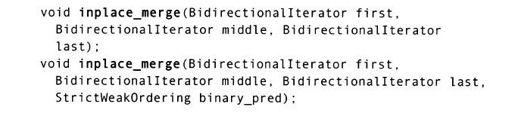 void inplace_merge(BidirectionalIterator first,
BidirectionalIterator middle, BidirectionalIterator
last);
void inplace_merge(BidirectionalIterator first,
BidirectionalIterator middle, BidirectionalIterator last,
StrictWeakOrdering binary_pred);